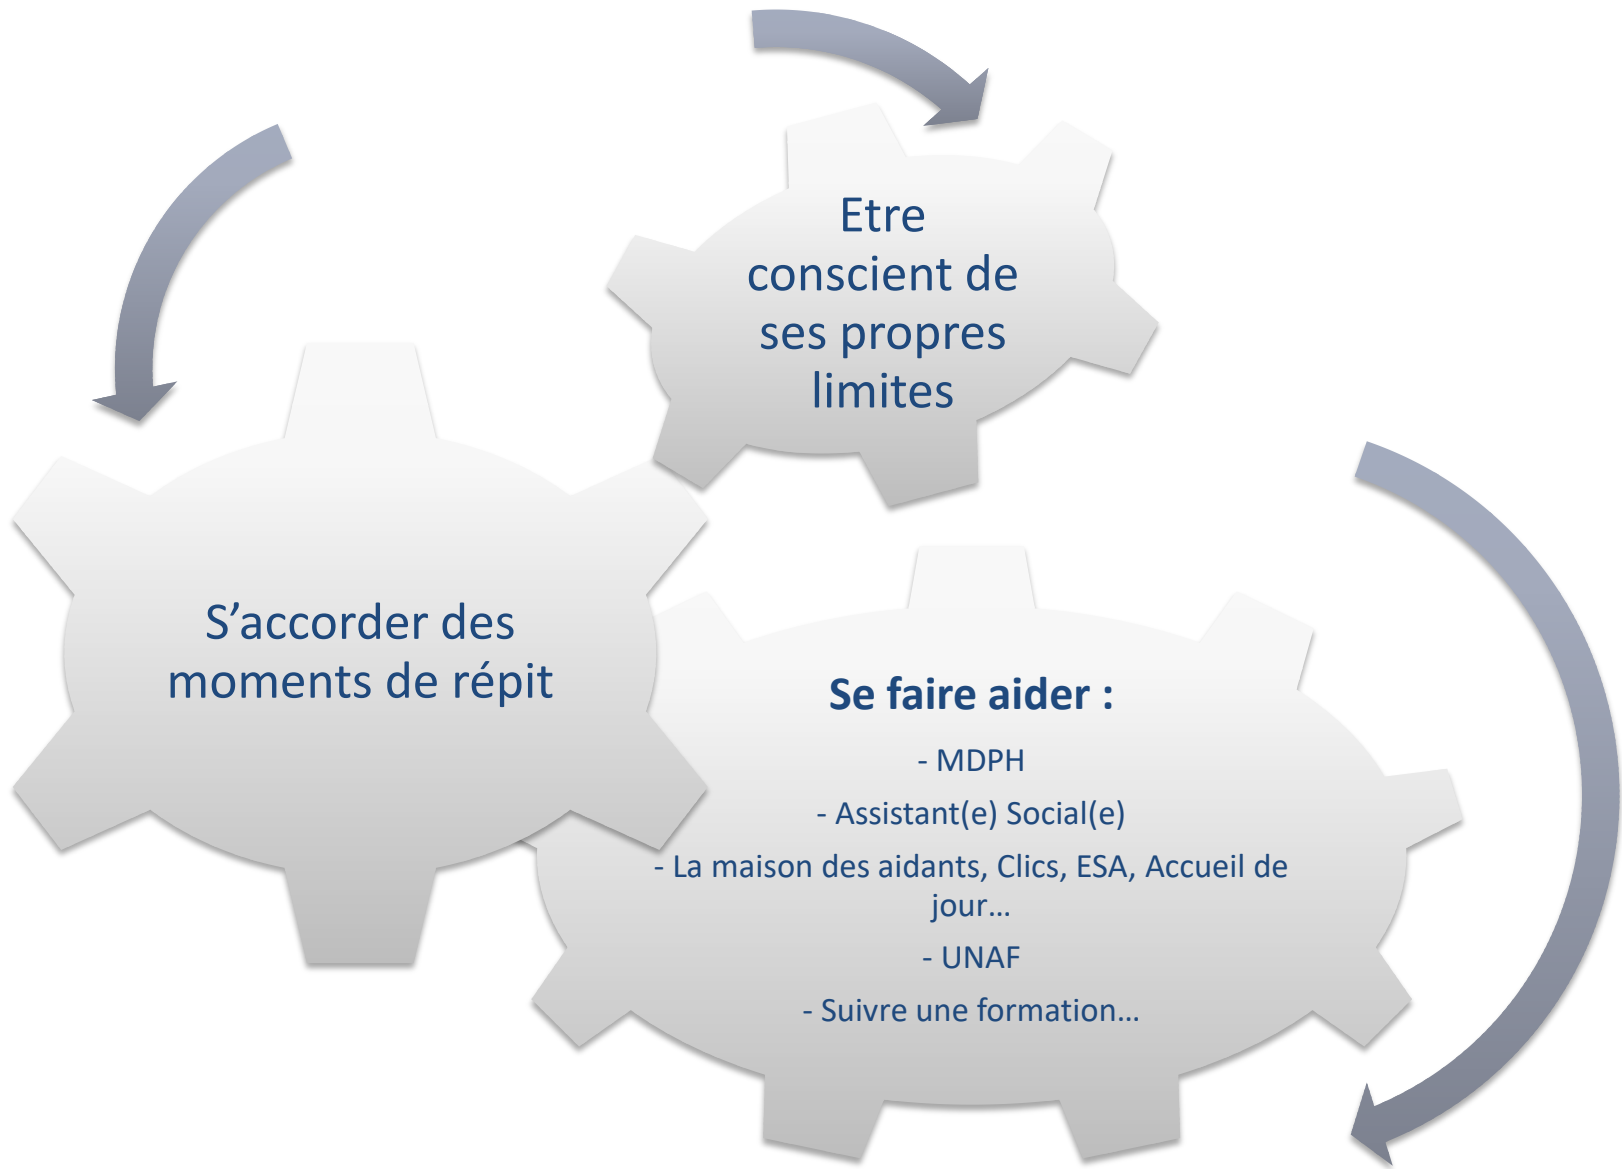 Etre
conscient de
ses propres
limites
S’accorder des
moments de répit
Se faire aider :
- MDPH
- Assistant(e) Social(e)
- La maison des aidants, Clics, ESA, Accueil de
jour…
- UNAF
- Suivre une formation…